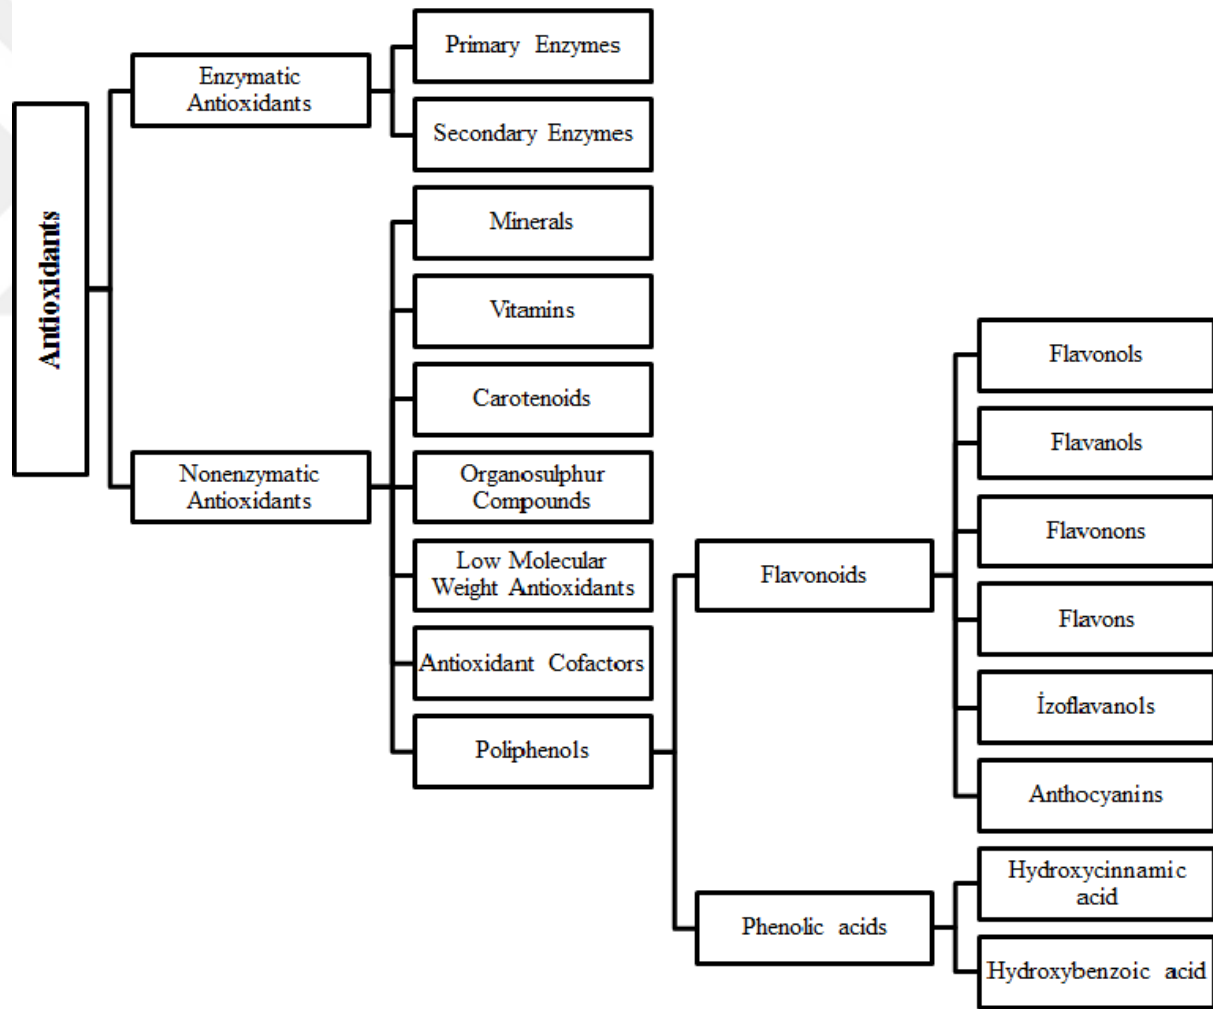 Antioxidants
Enzymatic
Antioxidants
Primary Enzymes
Secondary Enzymes
Nonenzymatic
Antioxidants
Minerals
Vitamins
Carotenoids
Organosulphur
Compounds
Low Molecular
Weight Antioxidants
Antioxidant Cofactors
Poliphenols
Flavonoids
Flavonols
Flavanols
Flavonons
Flavons
İzoflavanols
Anthocyanins
Phenolic acids
Hydroxycinnamic
acid
Hydroxybenzoic acid